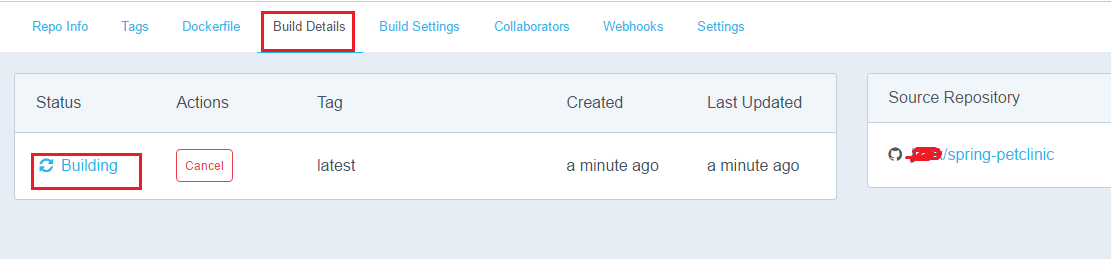 Repo Info Tags Dockerfile Build Details Build Settings Collaborators Webhooks Settings
Status Actions Tag Created Last Updated
Building Cancel latest a minute ago a minute ago
Source Repository
/spring-petclinic